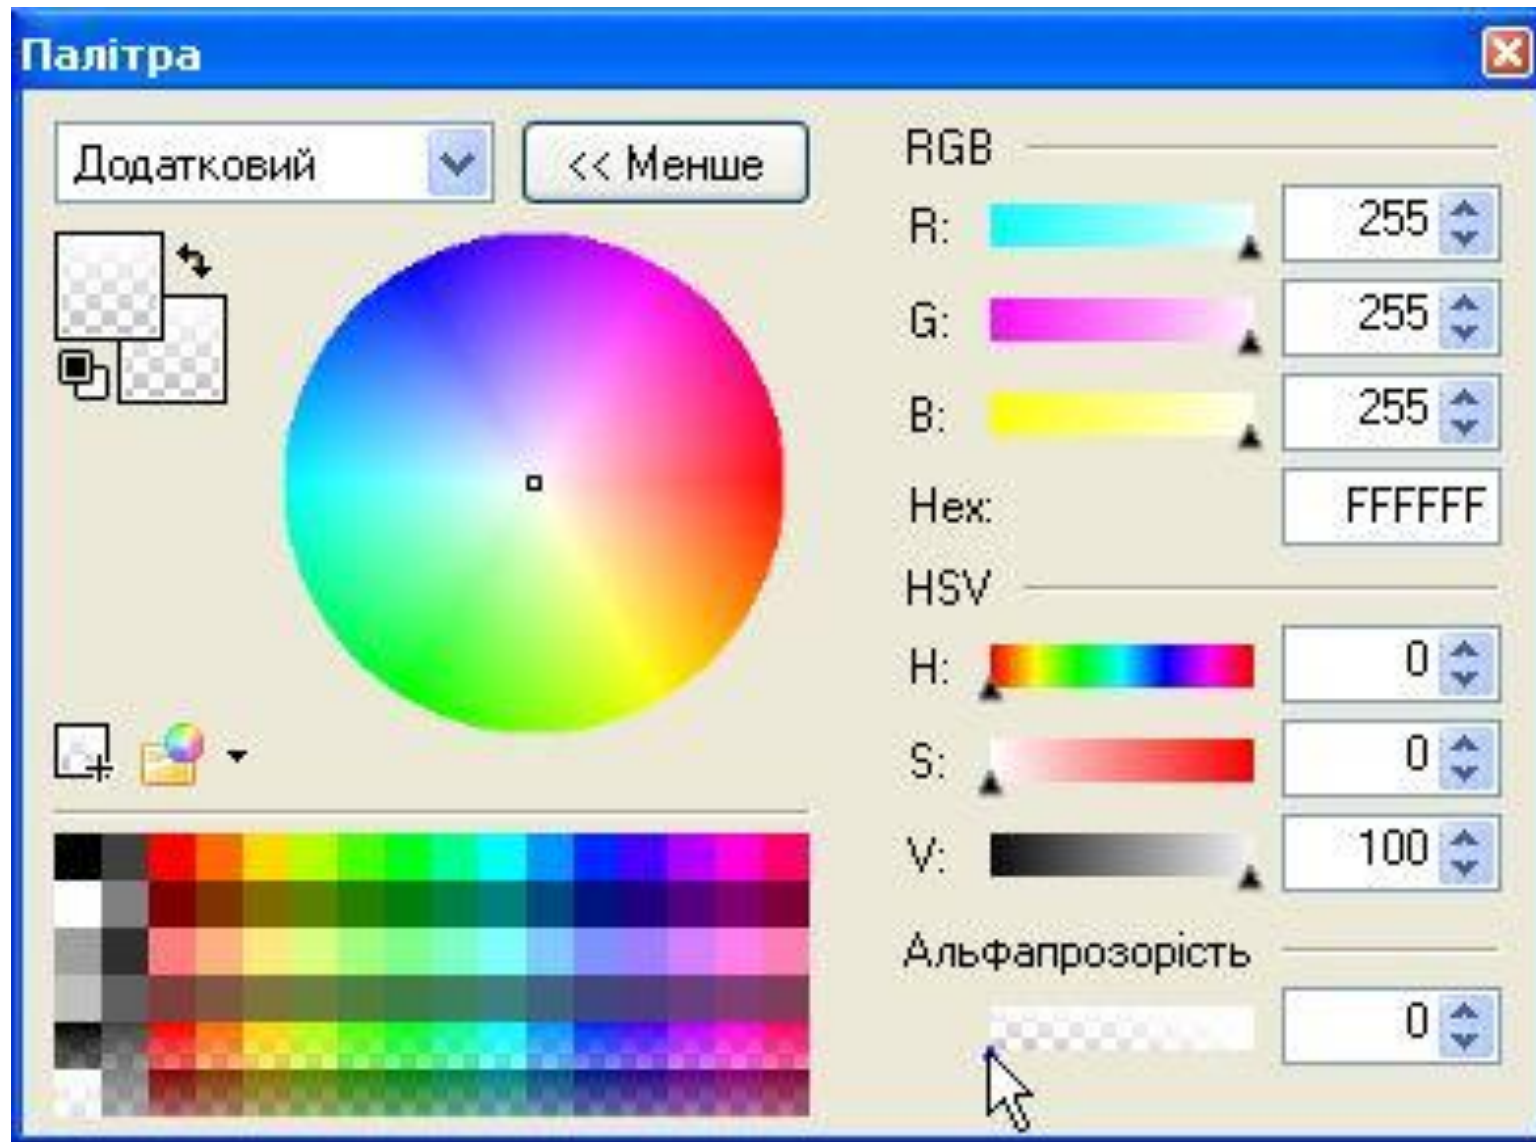 Палітра
Додатковий
<< Менше
RGB
R: 255
G: 255
B: 255
Hex: FFFFFF
HSV
H: 0
S: 0
V: 100
Альфапрозорість
0